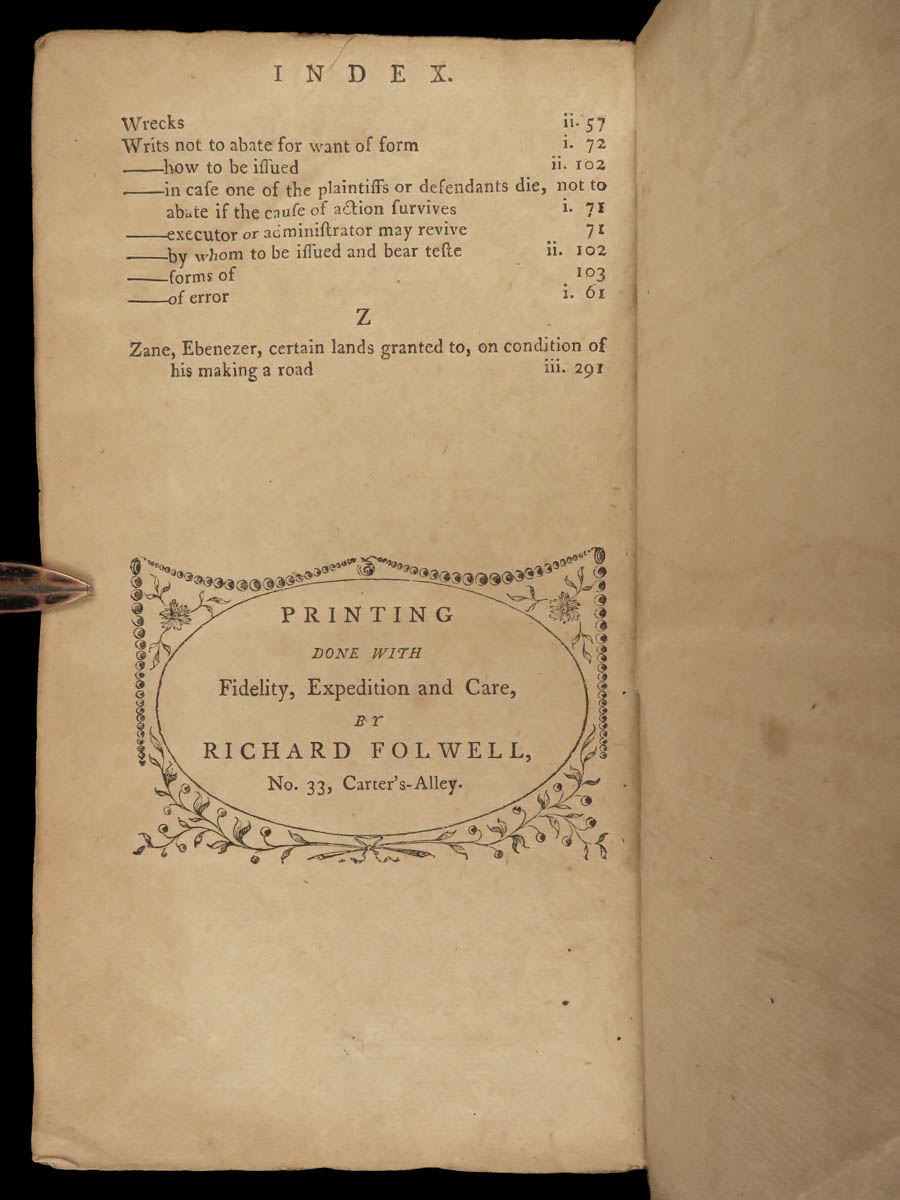 INDEX.
Wrecks ii. 57
Writs not to abate for want of form i. 72
——how to be iſſued ii. 102
——in caſe one of the plaintiffs or defendants die, not to
abate if the cauſe of action ſurvives i. 71
——executor or adminiſtrator may revive 71
——by whom to be iſſued and bear teſte ii. 102
——forms of 103
——of error i. 61
Z
Zane, Ebenezer, certain lands granted to, on condition of
his making a road iii. 291
PRINTING
DONE WITH
Fidelity, Expedition and Care,
BY
RICHARD FOLWELL,
No. 33, Carter's-Alley.